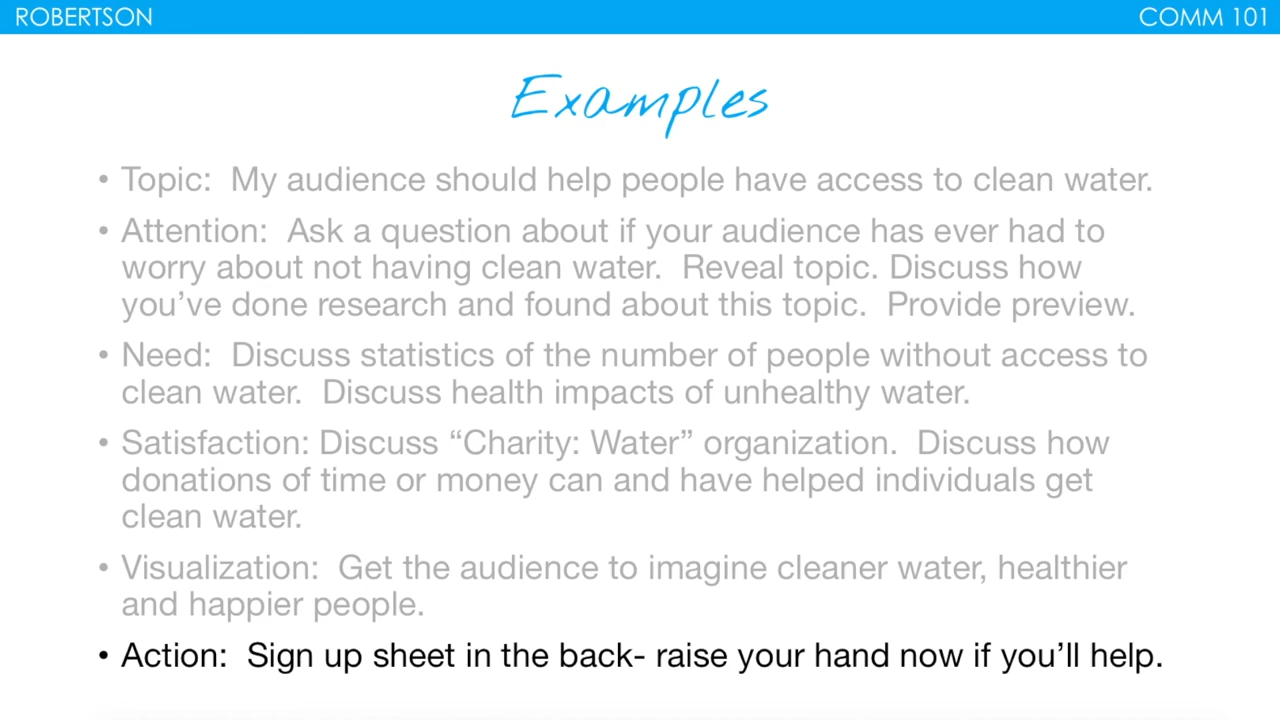 ROBERTSON
COMM 101
Examples
• Topic:  My audience should help people have access to clean water.
• Attention:  Ask a question about if your audience has ever had to
worry about not having clean water.  Reveal topic. Discuss how
you’ve done research and found about this topic.  Provide preview.
• Need:  Discuss statistics of the number of people without access to
clean water.  Discuss health impacts of unhealthy water.
• Satisfaction: Discuss “Charity: Water” organization.  Discuss how
donations of time or money can and have helped individuals get
clean water.
• Visualization:  Get the audience to imagine cleaner water, healthier
and happier people.
• Action:  Sign up sheet in the back- raise your hand now if you’ll help.